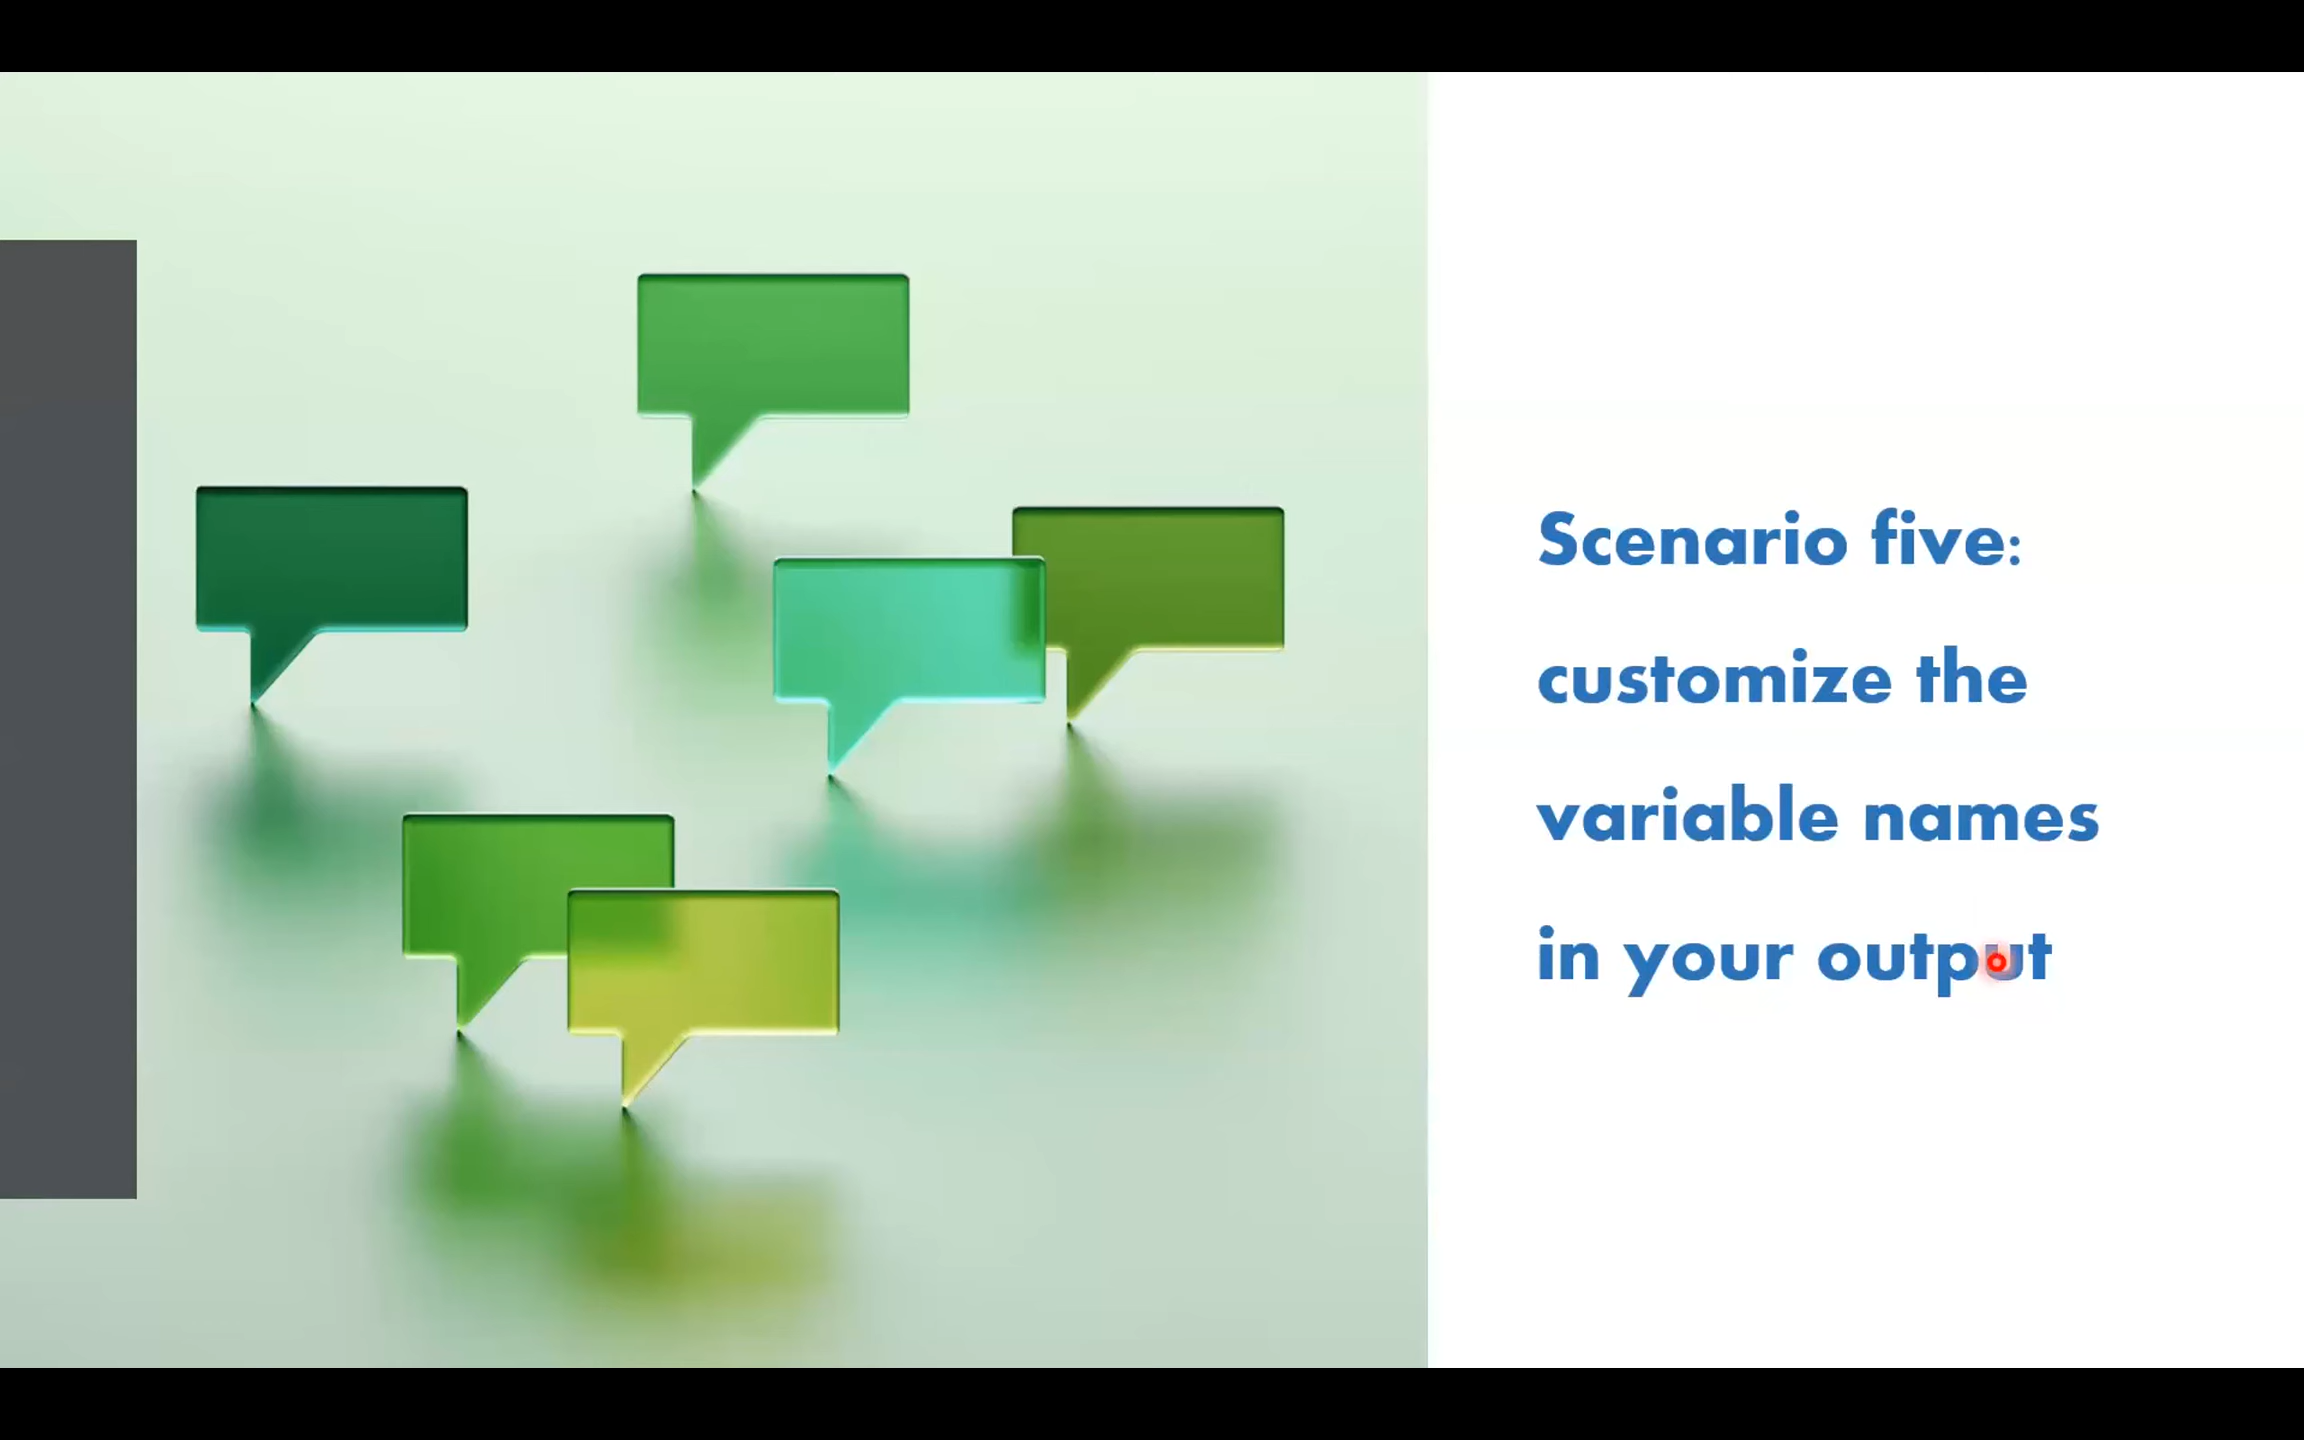 Scenario five:
customize the
variable names
in your output